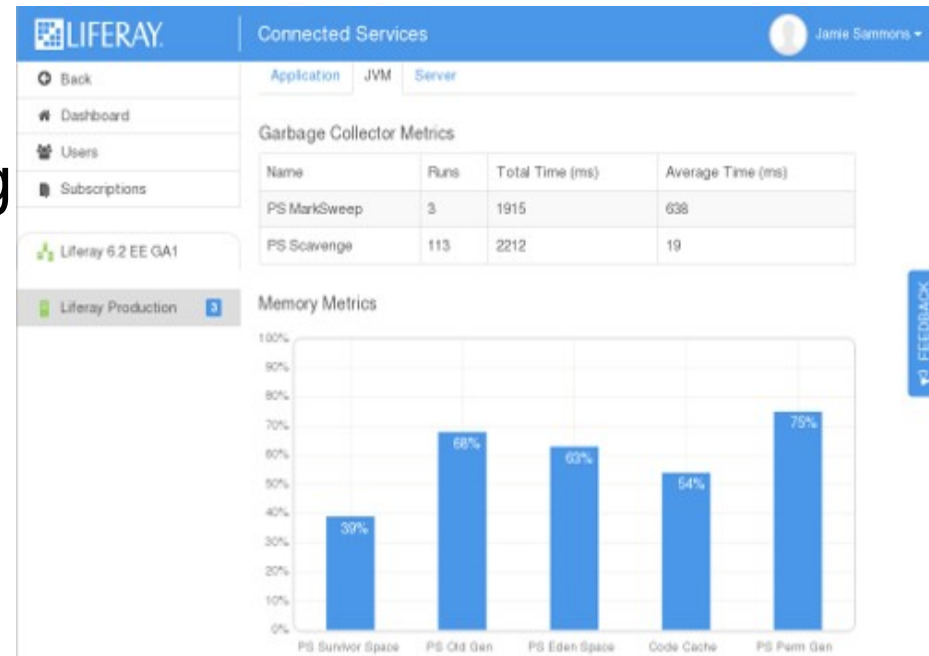 LIFERAY.
Connected Services
Jamie Sammons
Back
Dashboard
Users
Subscriptions
Liferay 6.2 EE GA1
Liferay Production 3
g
Application JVM Server
Garbage Collector Metrics
Name Runs Total Time (ms) Average Time (ms)
PS MarkSweep 3 1915 638
PS Scavenge 113 2212 19
Memory Metrics
100%
90%
80%
70%
60%
50%
40%
30%
20%
10%
0%
39%
68%
63%
54%
75%
PS Survivor Space PS Old Gen PS Eden Space Code Cache PS Perm Gen
FEEDBACK